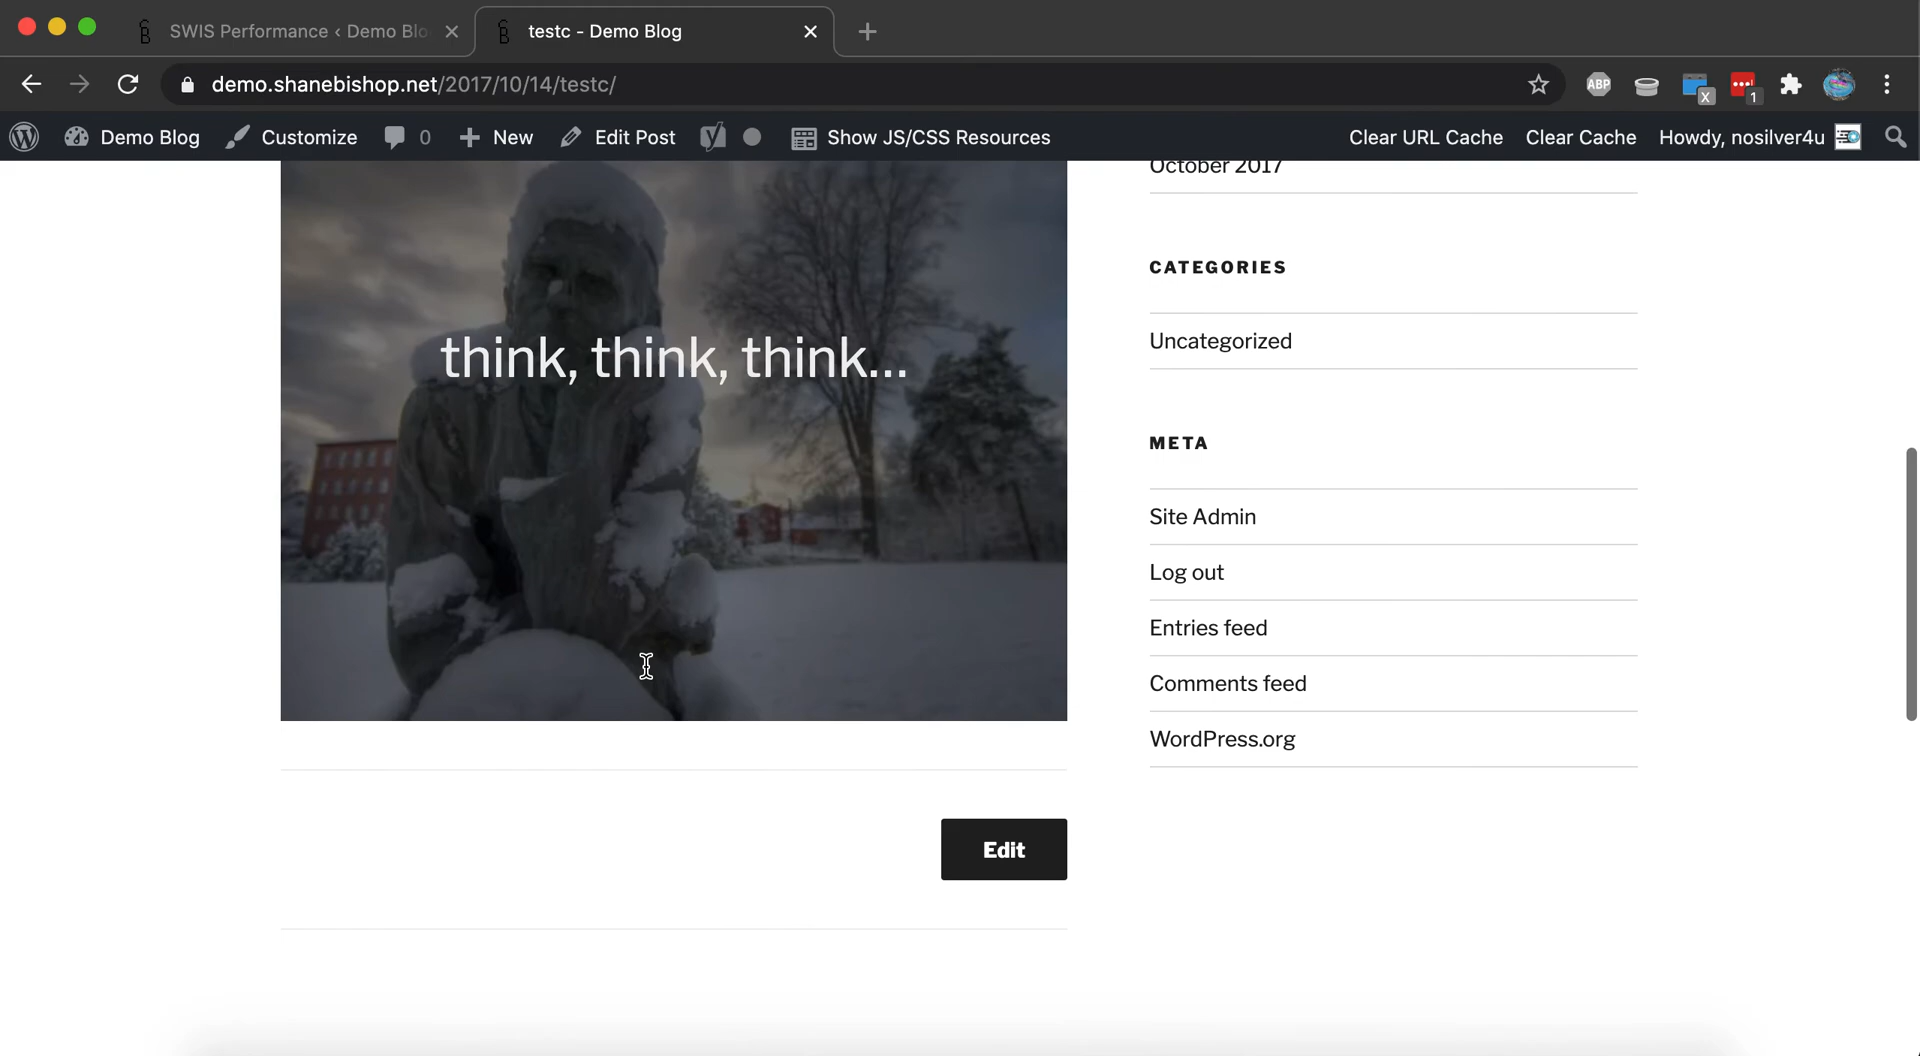 SWIS Performance ‹ Demo Blo
testc - Demo Blog
demo.shanebishop.net/2017/10/14/testc/
ABP
X
1
Demo Blog
Customize
0
New
Edit Post
Show JS/CSS Resources
Clear URL Cache
Clear Cache
Howdy, nosilver4u
October 2017
think, think, think...
CATEGORIES
Uncategorized
META
Site Admin
Log out
Entries feed
Comments feed
WordPress.org
Edit